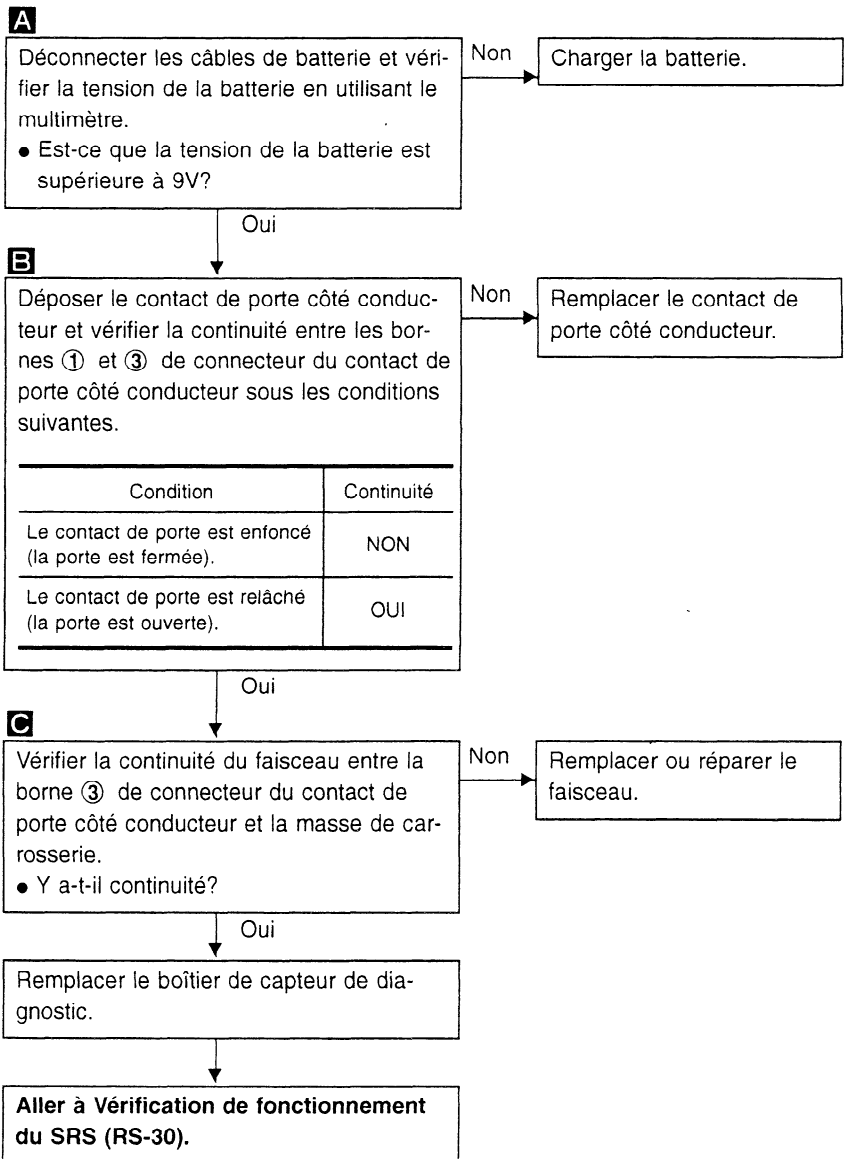 A
Déconnecter les câbles de batterie et véri-
fier la tension de la batterie en utilisant le
multimètre.
● Est-ce que la tension de la batterie est
supérieure à 9V?
Non
Charger la batterie.
Oui
B
Déposer le contact de porte côté conduc-
teur et vérifier la continuité entre les bor-
nes ① et ③ de connecteur du contact de
porte côté conducteur sous les conditions
suivantes.
Non
Remplacer le contact de
porte côté conducteur.
Condition Continuité
Le contact de porte est enfoncé
(la porte est fermée).
NON
Le contact de porte est relâché
(la porte est ouverte).
OUI
Oui
C
Vérifier la continuité du faisceau entre la
borne ③ de connecteur du contact de
porte côté conducteur et la masse de car-
rosserie.
● Y a-t-il continuité?
Non
Remplacer ou réparer le
faisceau.
Oui
Remplacer le boîtier de capteur de dia-
gnostic.
Aller à Vérification de fonctionnement
du SRS (RS-30).